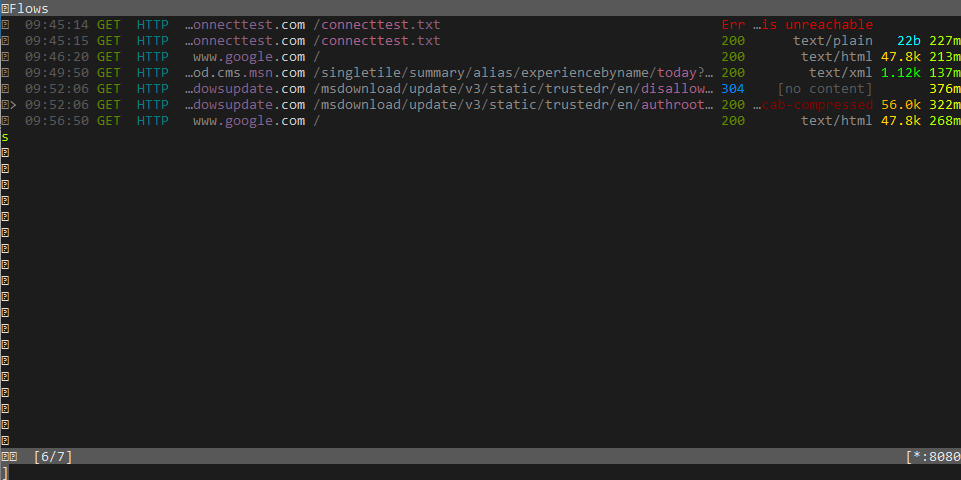 Flows
09:45:14 GET HTTP …onnecttest.com /connecttest.txt Err …is unreachable
09:45:15 GET HTTP …onnecttest.com /connecttest.txt 200 text/plain 22b 227m
09:46:20 GET HTTP www.google.com / 200 text/html 47.8k 213m
09:49:50 GET HTTP …od.cms.msn.com /singletile/summary/alias/experiencebyname/today?… 200 text/xml 1.12k 137m
09:52:06 GET HTTP …dowsupdate.com /msdownload/update/v3/static/trustedr/en/disallow… 304 [no content] 376m
> 09:52:06 GET HTTP …dowsupdate.com /msdownload/update/v3/static/trustedr/en/authroot… 200 …cab-compressed 56.0k 322m
09:56:50 GET HTTP www.google.com / 200 text/html 47.8k 268m
s
[6/7] [*:8080
]